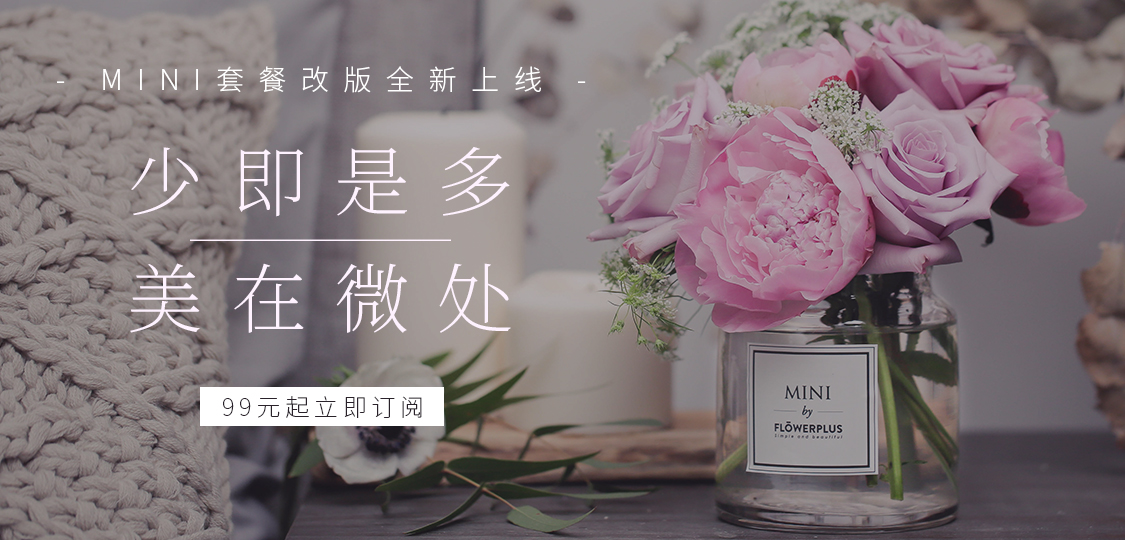 - MINI套餐改版全新上线 -
少即是多
美在微处
99元起立即订阅
MINI
by
FLŌWERPLUS
Simple and beautiful